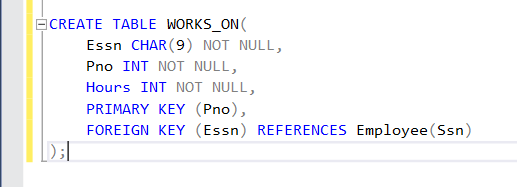 CREATE TABLE WORKS_ON(
Essn CHAR(9) NOT NULL,
Pno INT NOT NULL,
Hours INT NOT NULL,
PRIMARY KEY (Pno),
FOREIGN KEY (Essn) REFERENCES Employee(Ssn)
);